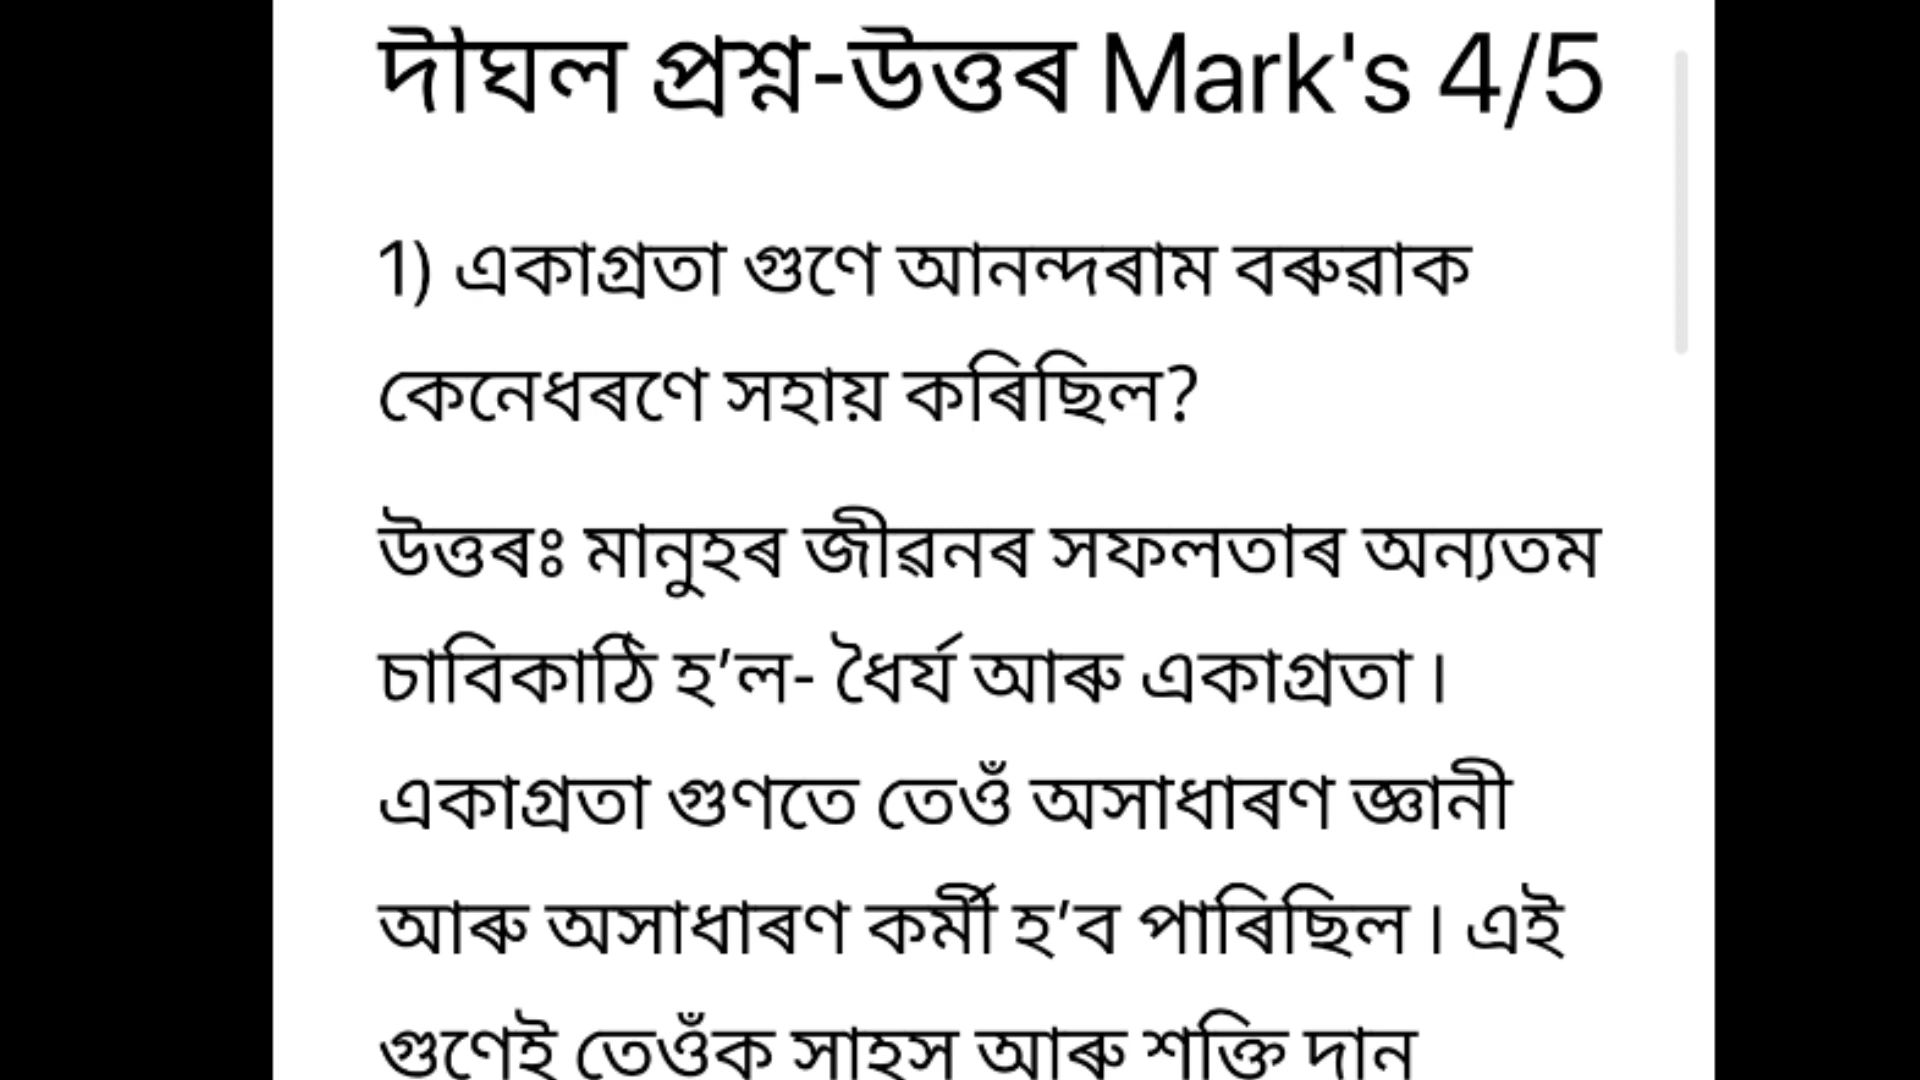 দীঘল প্ৰশ্ন-উত্তৰ Mark's 4/5
1) একাগ্ৰতা গুণে আনন্দৰাম বৰুৱাক
কেনেধৰণে সহায় কৰিছিল?
উত্তৰঃ মানুহৰ জীৱনৰ সফলতাৰ অন্যতম
চাবিকাঠি হ’ল- ধৈৰ্য আৰু একাগ্ৰতা।
একাগ্ৰতা গুণতে তেওঁ অসাধাৰণ জ্ঞানী
আৰু অসাধাৰণ কৰ্মী হ’ব পাৰিছিল। এই
গুণেই তেওঁক সাহস আৰু শক্তি দান